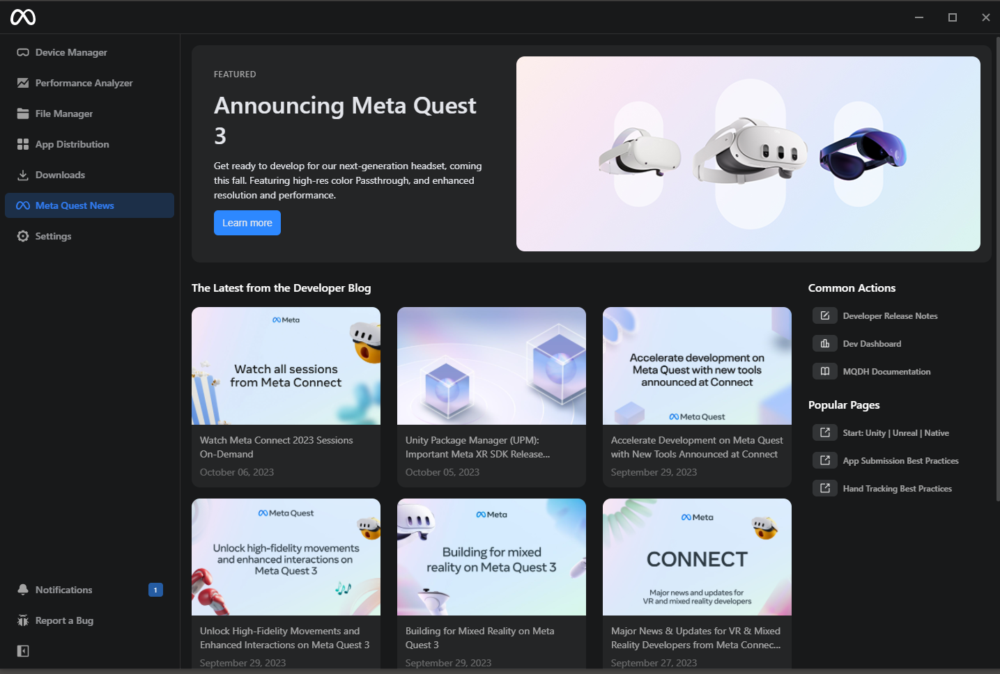 Device Manager
Performance Analyzer
File Manager
App Distribution
Downloads
Meta Quest News
Settings
Notifications
1
Report a Bug
FEATURED
Announcing Meta Quest
3
Get ready to develop for our next-generation headset, coming
this fall. Featuring high-res color Passthrough, and enhanced
resolution and performance.
Learn more
The Latest from the Developer Blog
Meta
Watch all sessions
from Meta Connect
Watch Meta Connect 2023 Sessions
On-Demand
October 06, 2023
Unity Package Manager (UPM):
Important Meta XR SDK Release...
October 05, 2023
Accelerate development on
Meta Quest with new tools
announced at Connect
Meta Quest
Accelerate Development on Meta Quest
with New Tools Announced at Connect
September 29, 2023
Meta Quest
Unlock high-fidelity movements
and enhanced interactions on
Meta Quest 3
Unlock High-Fidelity Movements and
Enhanced Interactions on Meta Quest 3
September 29, 2023
Meta
Building for mixed
reality on Meta Quest 3
Building for Mixed Reality on Meta
Quest 3
September 29, 2023
Meta
CONNECT
Major news and updates for
VR and mixed reality developers
Major News & Updates for VR & Mixed
Reality Developers from Meta Connec...
September 27, 2023
Common Actions
Developer Release Notes
Dev Dashboard
MQDH Documentation
Popular Pages
Start: Unity | Unreal | Native
App Submission Best Practices
Hand Tracking Best Practices